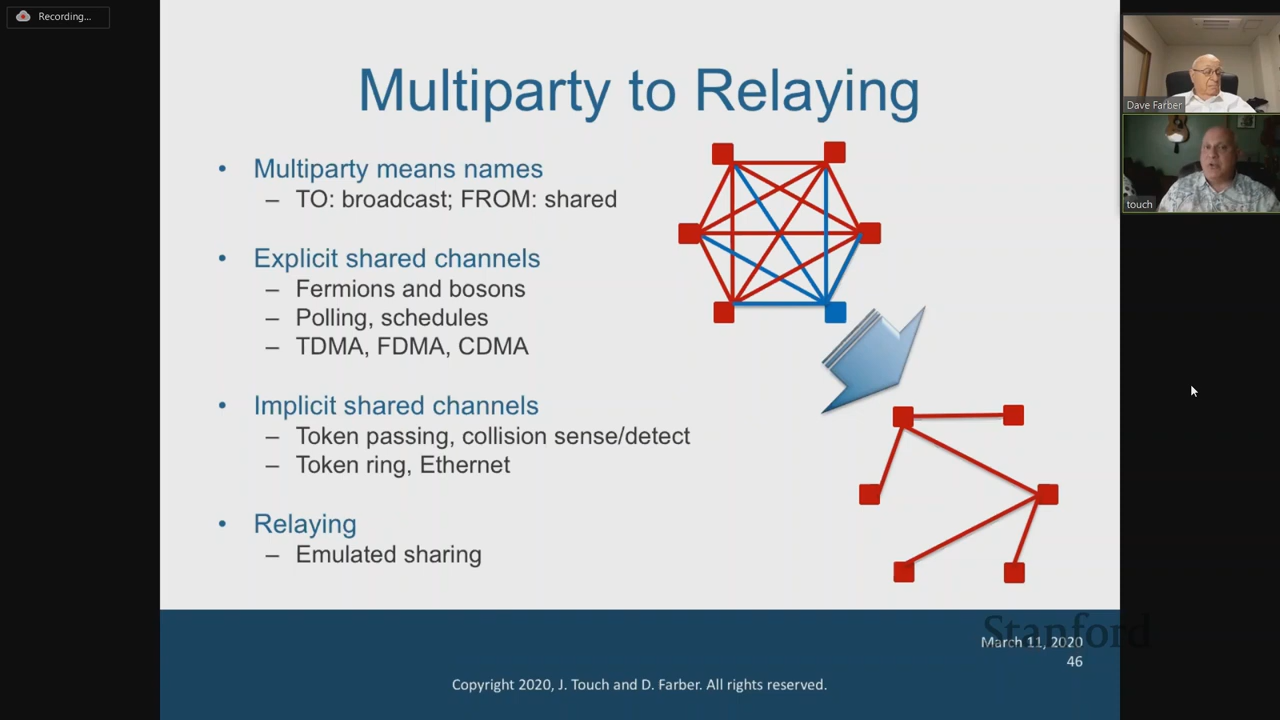 Recording...
Multiparty to Relaying
• Multiparty means names
– TO: broadcast; FROM: shared
• Explicit shared channels
– Fermions and bosons
– Polling, schedules
– TDMA, FDMA, CDMA
• Implicit shared channels
– Token passing, collision sense/detect
– Token ring, Ethernet
• Relaying
– Emulated sharing
Dave Farber
touch
Stanford
March 11, 2020
46
Copyright 2020, J. Touch and D. Farber. All rights reserved.